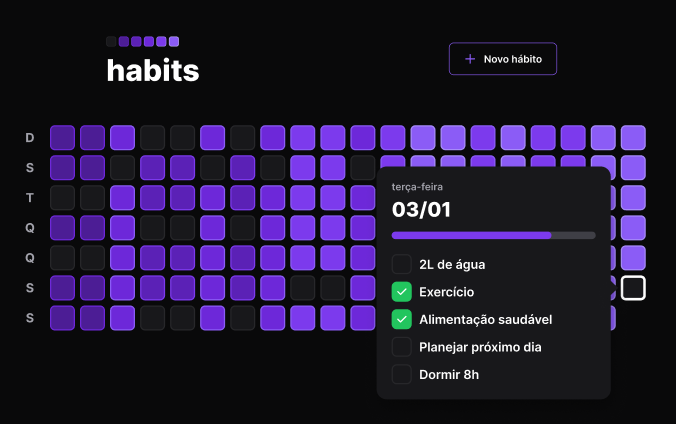 habits
Novo hábito
D
S
T
Q
Q
S
S
terça-feira
03/01
2L de água
Exercício
Alimentação saudável
Planejar próximo dia
Dormir 8h